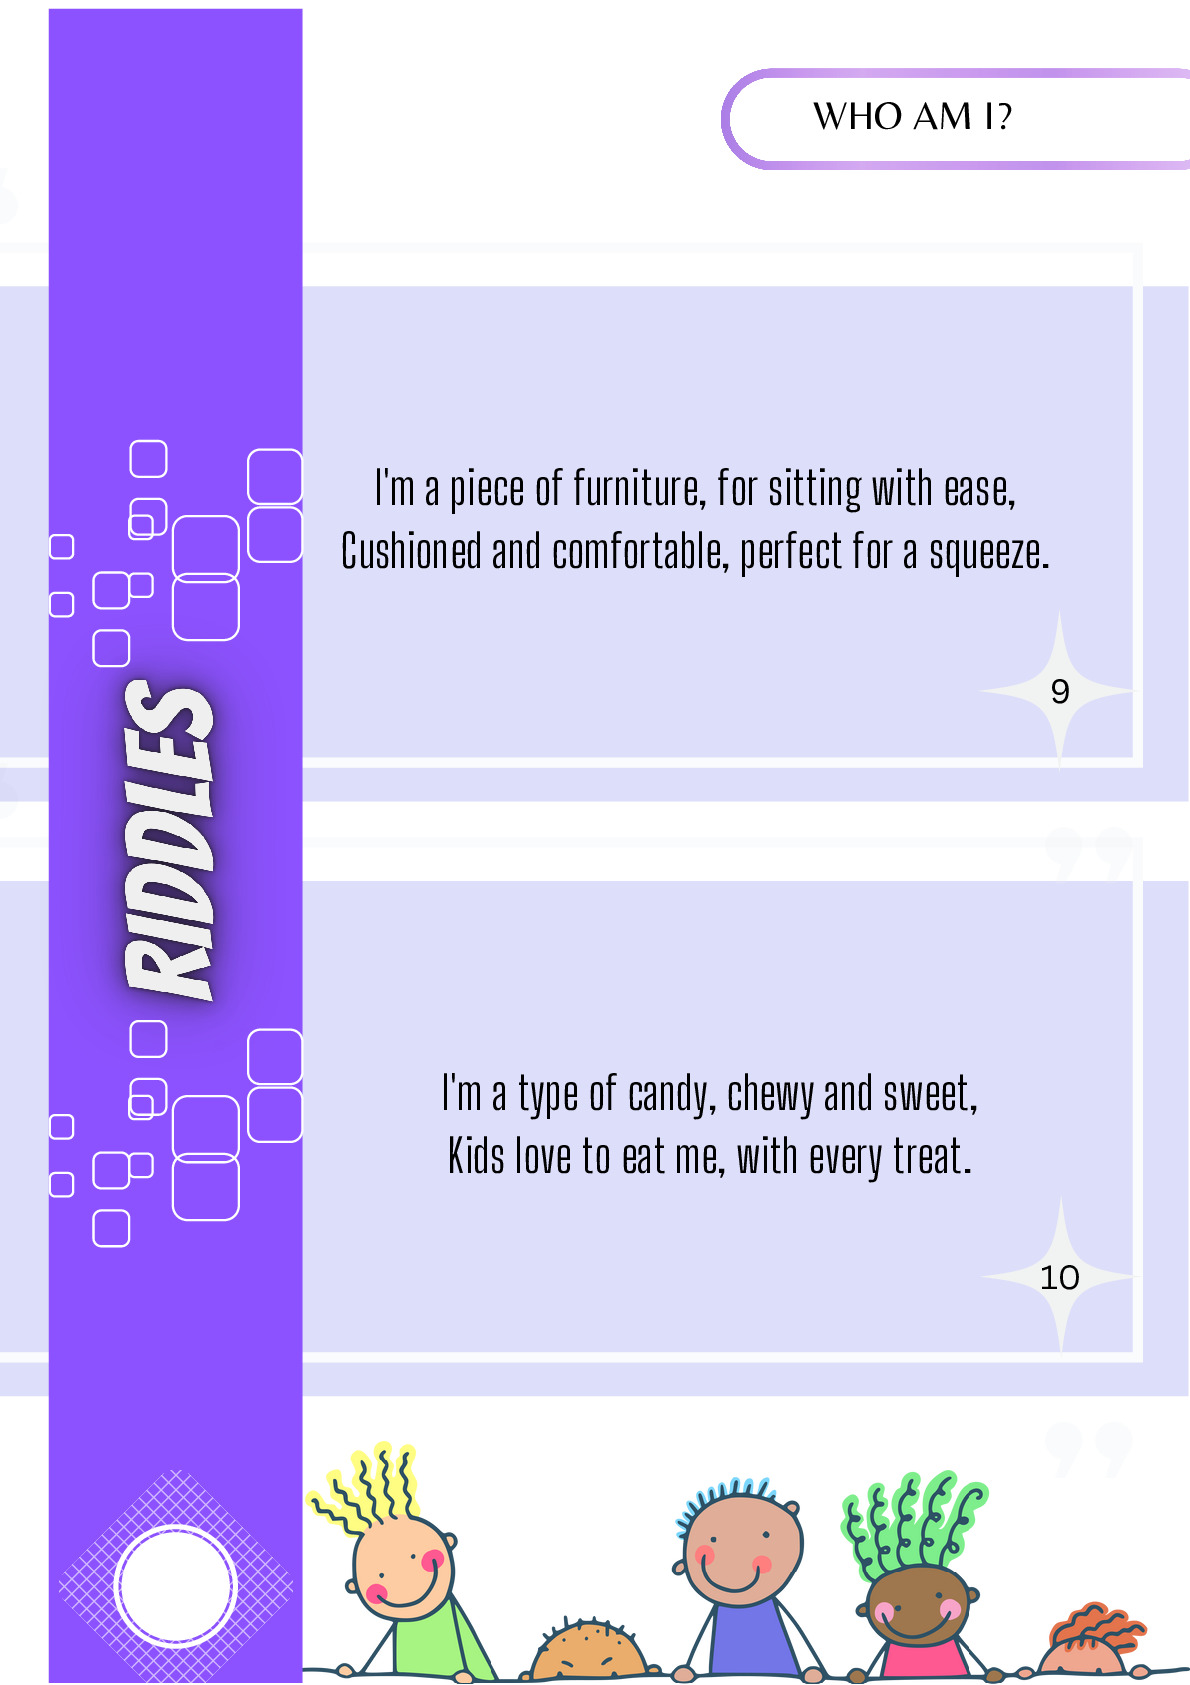 WHO AM I?
I'm a piece of furniture, for sitting with ease,
Cushioned and comfortable, perfect for a squeeze.
9
RIDDLES
I'm a type of candy, chewy and sweet,
Kids love to eat me, with every treat.
10